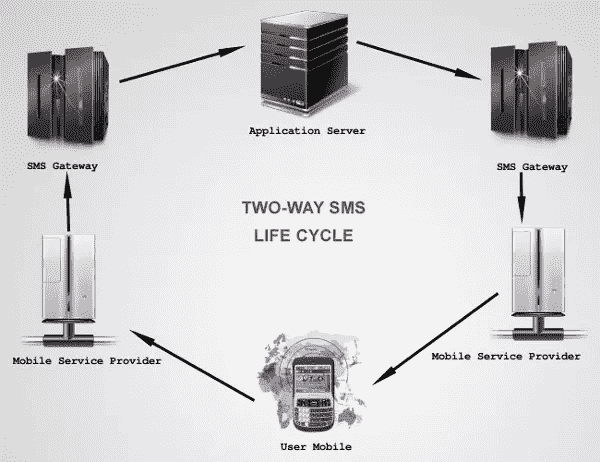 Application Server
SMS Gateway
SMS Gateway
TWO-WAY SMS
LIFE CYCLE
Mobile Service Provider
Mobile Service Provider
User Mobile